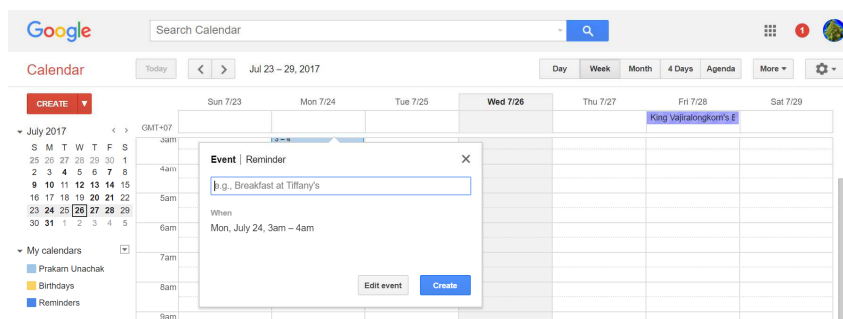 Google
Search Calendar
1
Calendar
Today
Jul 23 – 29, 2017
Day Week Month 4 Days Agenda
More
CREATE
Sun 7/23 Mon 7/24 Tue 7/25 Wed 7/26 Thu 7/27 Fri 7/28 Sat 7/29
GMT+07
King Vajiralongkorn's
July 2017
S M T W T F S
25 26 27 28 29 30 1
2 3 4 5 6 7 8
9 10 11 12 13 14 15
16 17 18 19 20 21 22
23 24 25 26 27 28 29
30 31 1 2 3 4 5
My calendars
Prakarn Unachak
Birthdays
Reminders
3am
4am
5am
6am
7am
8am
9am
Event | Reminder
e.g., Breakfast at Tiffany's
When
Mon, July 24, 3am – 4am
Edit event
Create